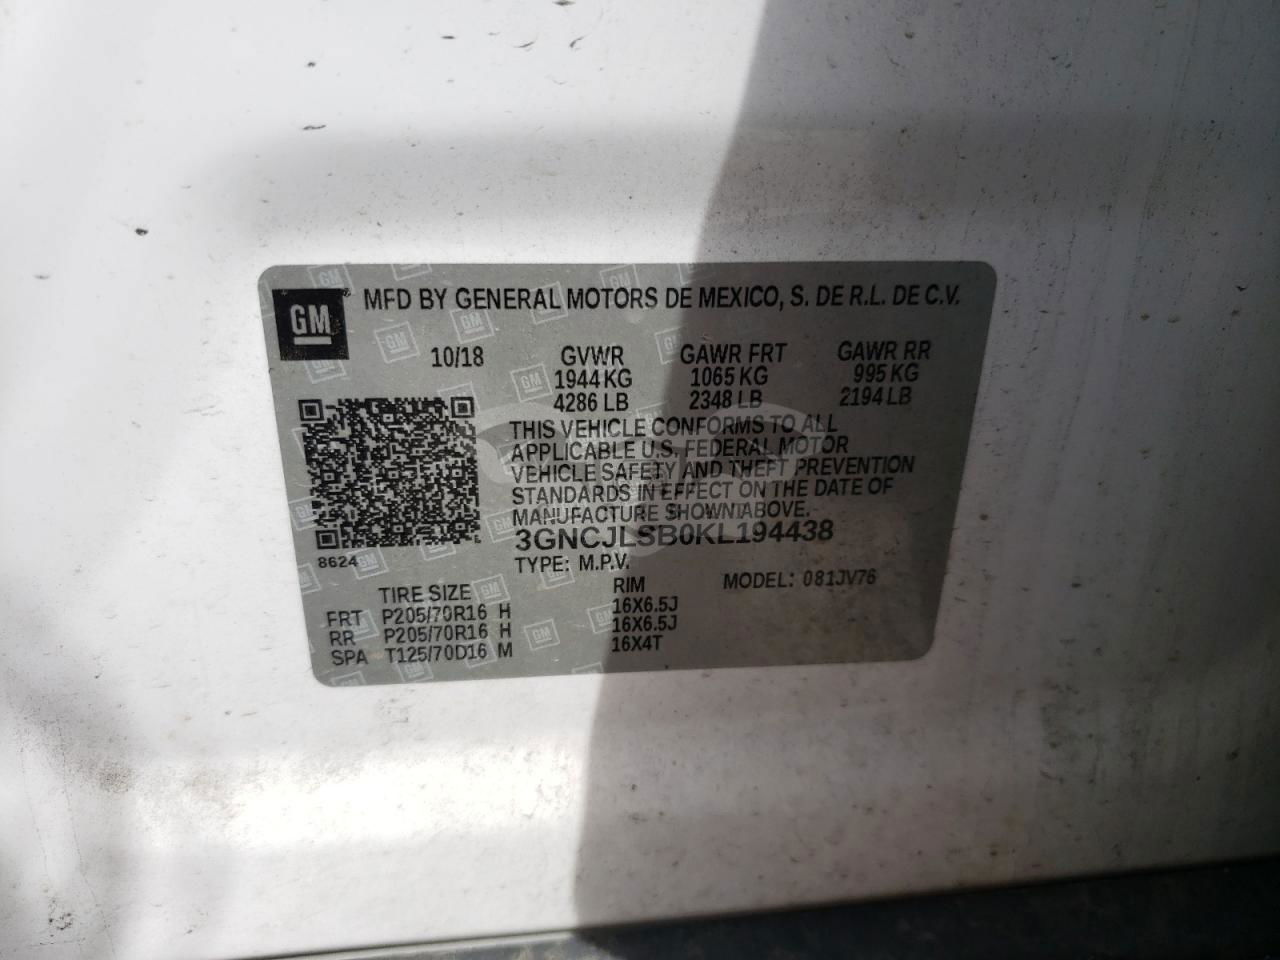 GM
MFD BY GENERAL MOTORS DE MEXICO, S. DE R.L. DE C.V.
10/18 GVWR GAWR FRT GAWR RR
1944 KG 1065 KG 995 KG
4286 LB 2348 LB 2194 LB
THIS VEHICLE CONFORMS TO ALL
APPLICABLE U.S. FEDERAL MOTOR
VEHICLE SAFETY AND THEFT PREVENTION
STANDARDS IN EFFECT ON THE DATE OF
MANUFACTURE SHOWN ABOVE.
3GNCJLSB0KL194438
8624
TYPE: M.P.V. MODEL: 081JV76
TIRE SIZE RIM
FRT P205/70R16 H 16X6.5J
RR P205/70R16 H 16X6.5J
SPA T125/70D16 M 16X4T